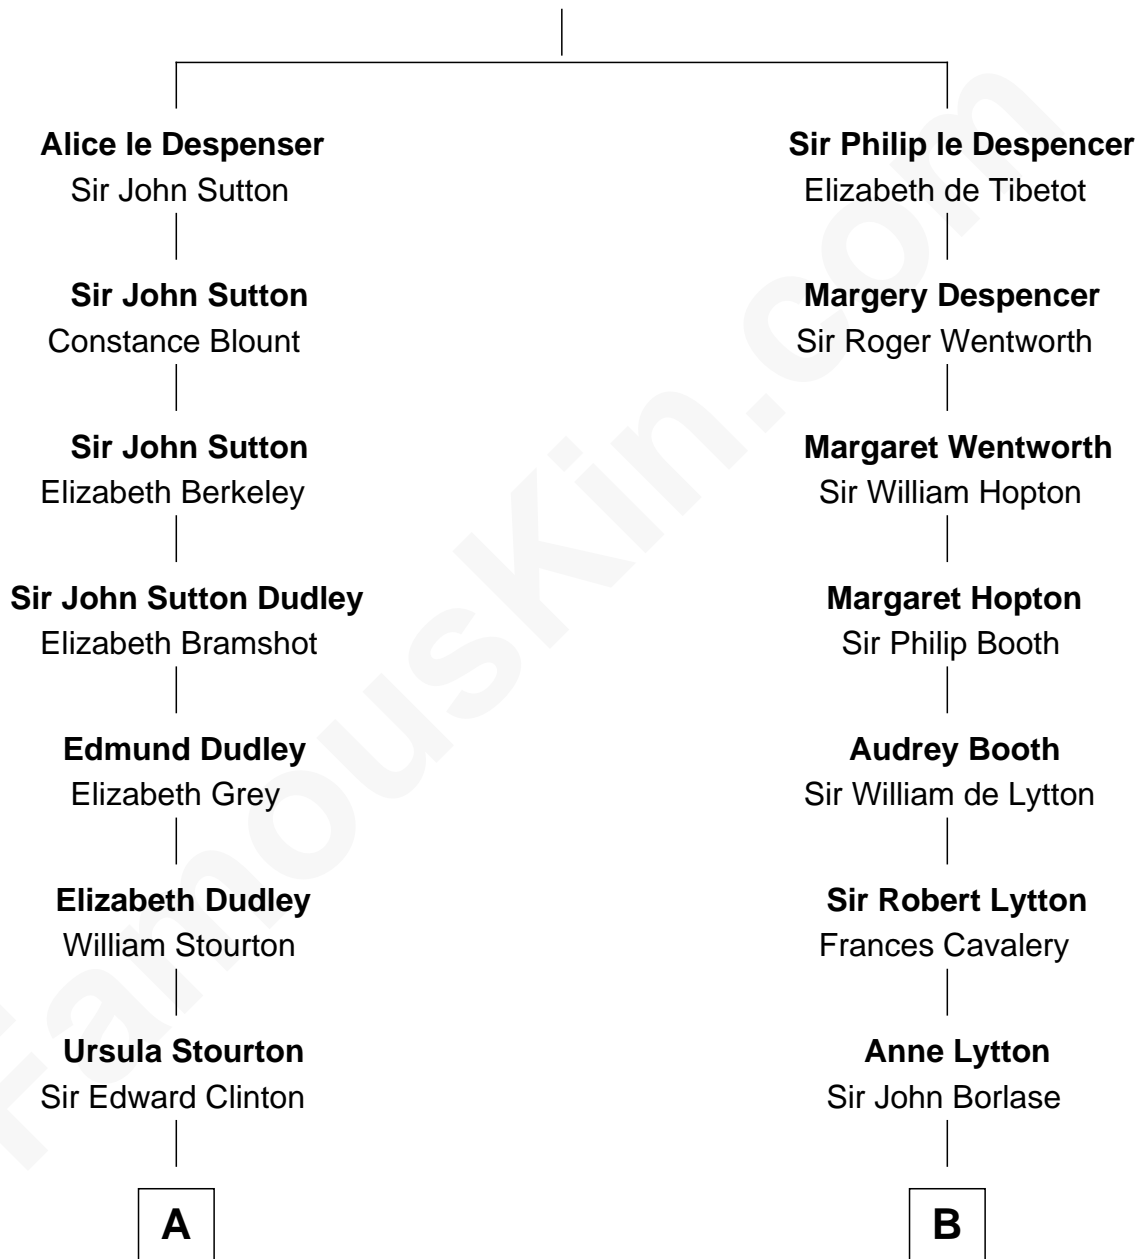 Alice le Despenser
Sir John Sutton
Sir John Sutton
Constance Blount
Sir John Sutton
Elizabeth Berkeley
Sir John Sutton Dudley
Elizabeth Bramshot
Edmund Dudley
Elizabeth Grey
Elizabeth Dudley
William Stourton
Ursula Stourton
Sir Edward Clinton
A
Sir Philip le Despencer
Elizabeth de Tibetot
Margery Despencer
Sir Roger Wentworth
Margaret Wentworth
Sir William Hopton
Margaret Hopton
Sir Philip Booth
Audrey Booth
Sir William de Lytton
Sir Robert Lytton
Frances Cavalery
Anne Lytton
Sir John Borlase
B
FamousKin.com